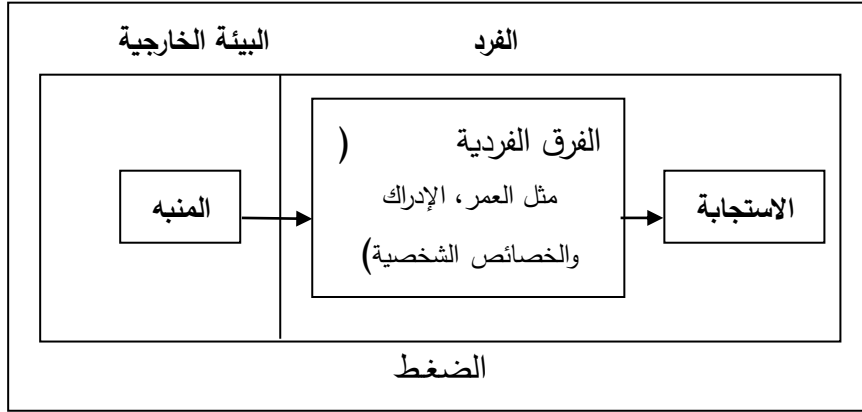 الفرد
البيئة الخارجية
الفرق الفردية (
مثل العمر، الإدراك
والخصائص الشخصية)
المنبه
الاستجابة
الضغط